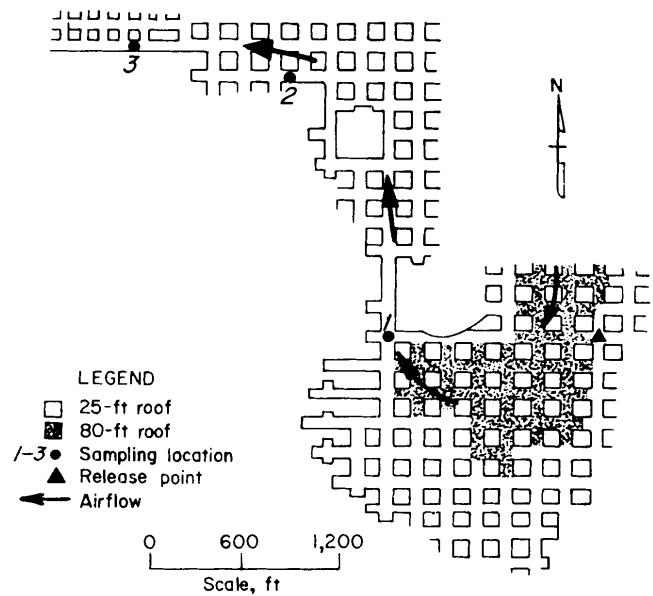 3
2
N
1
LEGEND
25-ft roof
80-ft roof
1-3 Sampling location
Release point
Airflow
0 600 1,200
Scale, ft